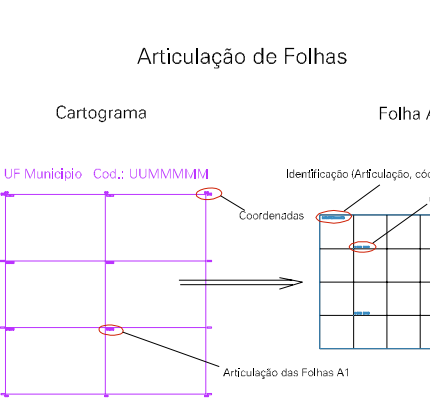 Articulação de Folhas
Cartograma
Folha A
UF Municipio Cod.: UUMMMMM
Identificação (Articulação, cód
Coordenadas
Articulação das Folhas A1